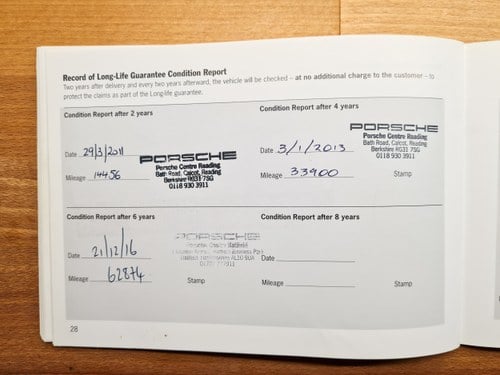 Record of Long-Life Guarantee Condition Report
Two years after delivery and every two years afterward, the vehicle will be checked – at no additional charge to the customer – to
protect the claims as part of the Long-life guarantee.
Condition Report after 2 years
Date 29/3/2011
Mileage 14456
PORSCHE
Porsche Centre Reading
Bath Road, Calcot, Reading
Berkshire RG31 7SG
0118 930 3911
Condition Report after 4 years
Date 3/1/2013
Mileage 33900
PORSCHE
Porsche Centre Reading
Bath Road, Calcot, Reading
Berkshire RG31 7SG
0118 930 3911
Stamp
Condition Report after 6 years
Date 21/12/16
Mileage 62874
PORSCHE
Porsche Centre Hatfield
Hatfield
Stamp
Condition Report after 8 years
Date
Mileage
Stamp
28